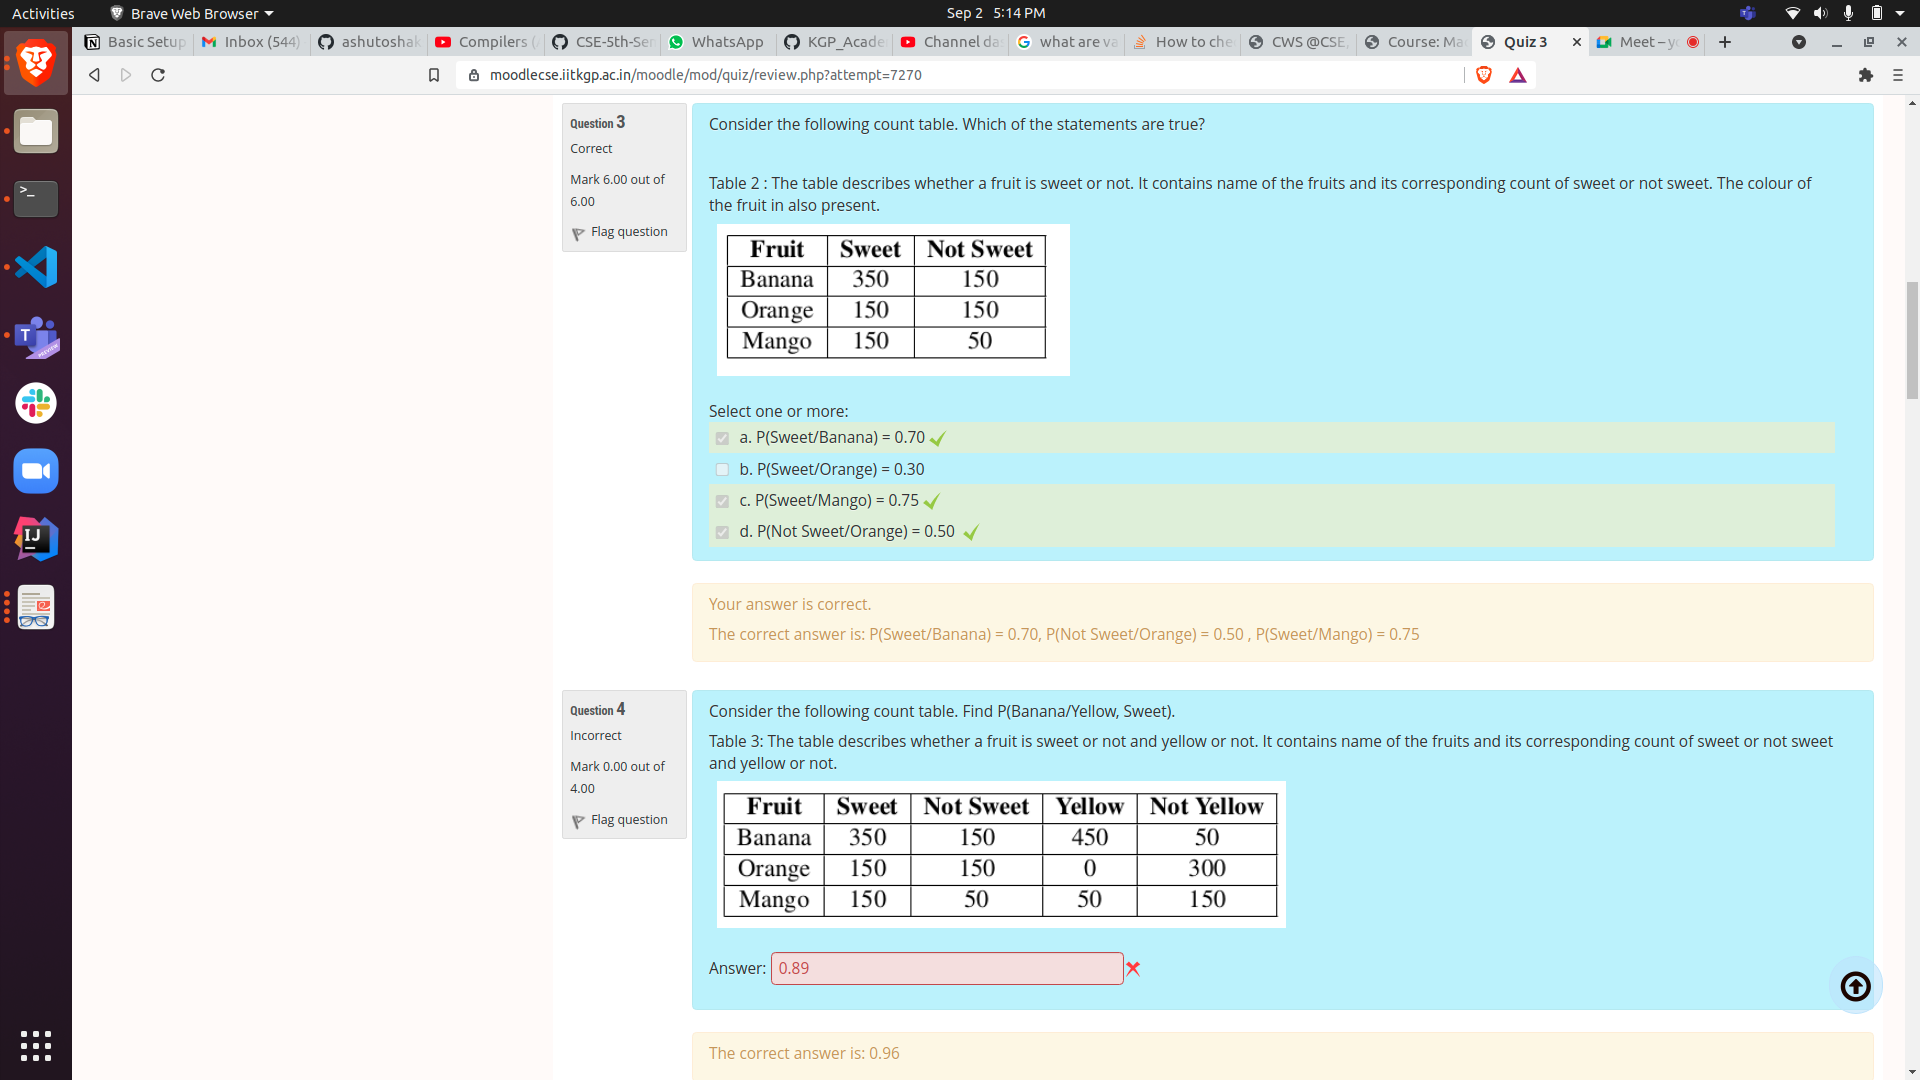 Activities
Brave Web Browser
Sep 2 5:14 PM
Basic Setup
Inbox (544)
ashutoshak
Compilers (
CSE-5th-Sem
WhatsApp
KGP_Acade
Channel da
what are va
How to che
CWS @CSE,
Course: Ma
Quiz 3
Meet – yo
moodlecse.iitkgp.ac.in/moodle/mod/quiz/review.php?attempt=7270
Question 3
Correct
Mark 6.00 out of
6.00
Flag question
Consider the following count table. Which of the statements are true?
Table 2 : The table describes whether a fruit is sweet or not. It contains name of the fruits and its corresponding count of sweet or not sweet. The colour of
the fruit in also present.
Fruit Sweet Not Sweet
Banana 350 150
Orange 150 150
Mango 150 50
Select one or more:
a. P(Sweet/Banana) = 0.70
b. P(Sweet/Orange) = 0.30
c. P(Sweet/Mango) = 0.75
d. P(Not Sweet/Orange) = 0.50
Your answer is correct.
The correct answer is: P(Sweet/Banana) = 0.70, P(Not Sweet/Orange) = 0.50 , P(Sweet/Mango) = 0.75
Question 4
Incorrect
Mark 0.00 out of
4.00
Flag question
Consider the following count table. Find P(Banana/Yellow, Sweet).
Table 3: The table describes whether a fruit is sweet or not and yellow or not. It contains name of the fruits and its corresponding count of sweet or not sweet
and yellow or not.
Fruit Sweet Not Sweet Yellow Not Yellow
Banana 350 150 450 50
Orange 150 150 0 300
Mango 150 50 50 150
Answer: 0.89
The correct answer is: 0.96